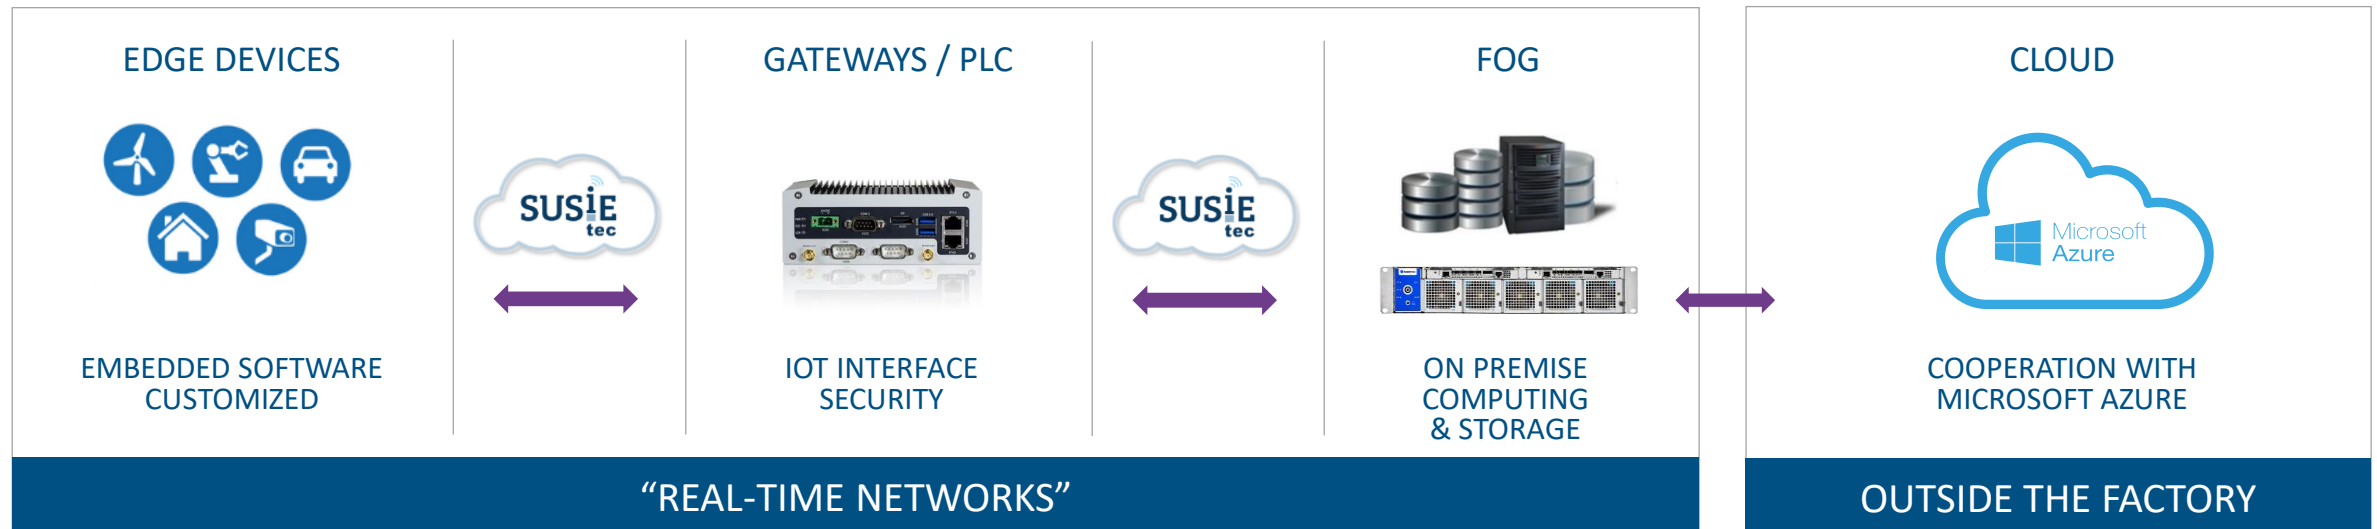 EDGE DEVICES
GATEWAYS / PLC
FOG
CLOUD
SUSiE
tec
SUSiE
tec
Microsoft
Azure
EMBEDDED SOFTWARE
CUSTOMIZED
IOT INTERFACE
SECURITY
ON PREMISE
COMPUTING
& STORAGE
COOPERATION WITH
MICROSOFT AZURE
“REAL-TIME NETWORKS”
OUTSIDE THE FACTORY